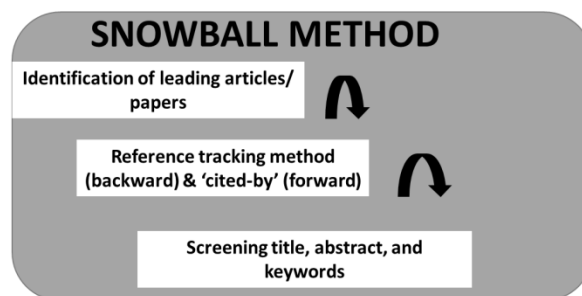 SNOWBALL METHOD
Identification of leading articles/
papers
Reference tracking method
(backward) & ‘cited-by’ (forward)
Screening title, abstract, and
keywords